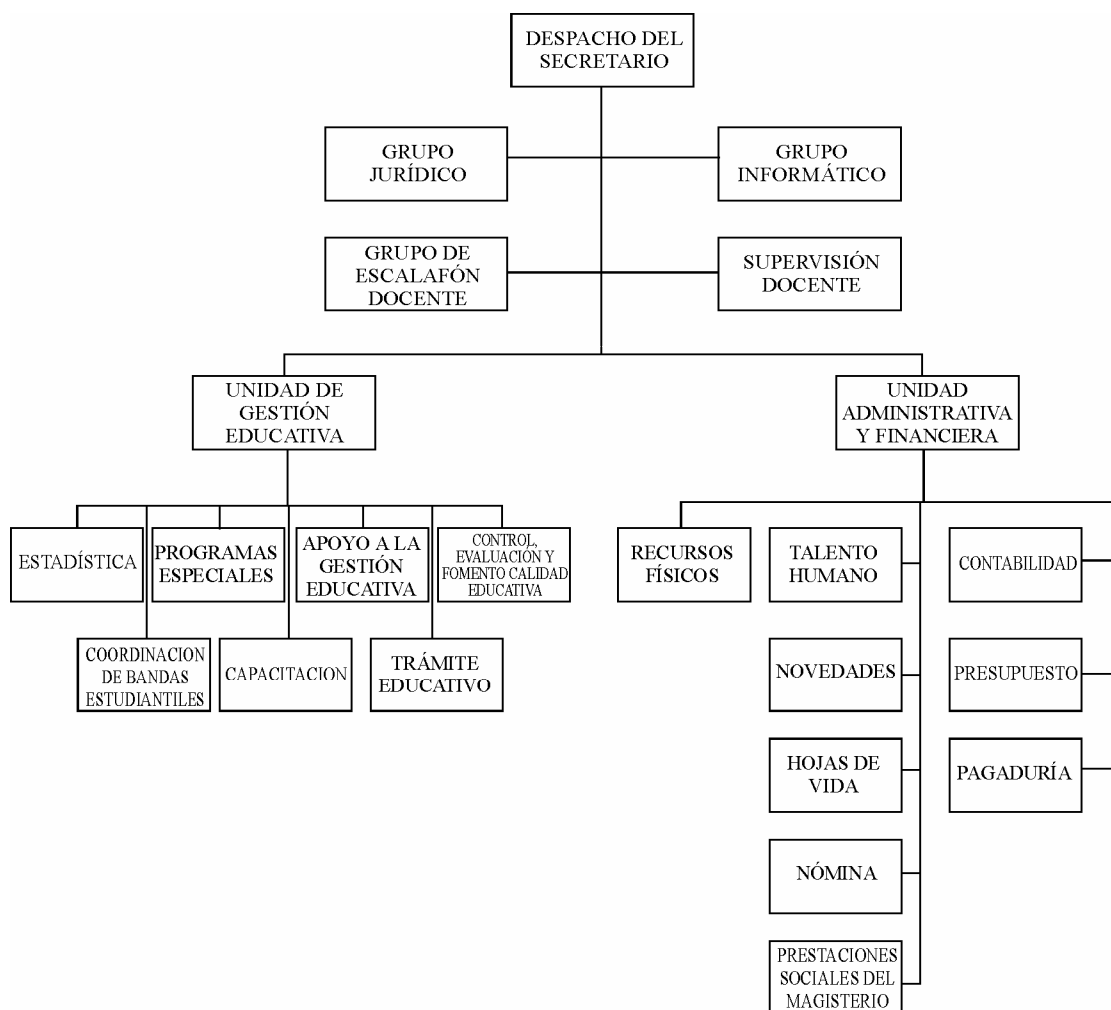 DESPACHO DEL
SECRETARIO
GRUPO
JURÍDICO
GRUPO
INFORMÁTICO
GRUPO DE
ESCALAFÓN
DOCENTE
SUPERVISIÓN
DOCENTE
UNIDAD DE
GESTIÓN
EDUCATIVA
UNIDAD
ADMINISTRATIVA
Y FINANCIERA
ESTADÍSTICA
PROGRAMAS
ESPECIALES
APOYO A LA
GESTIÓN
EDUCATIVA
CONTROL,
EVALUACIÓN Y
FOMENTO CALIDAD
EDUCATIVA
COORDINACION
DE BANDAS
ESTUDIANTILES
CAPACITACION
TRÁMITE
EDUCATIVO
RECURSOS
FÍSICOS
TALENTO
HUMANO
CONTABILIDAD
NOVEDADES
PRESUPUESTO
HOJAS DE
VIDA
PAGADURÍA
NÓMINA
PRESTACIONES
SOCIALES DEL
MAGISTERIO